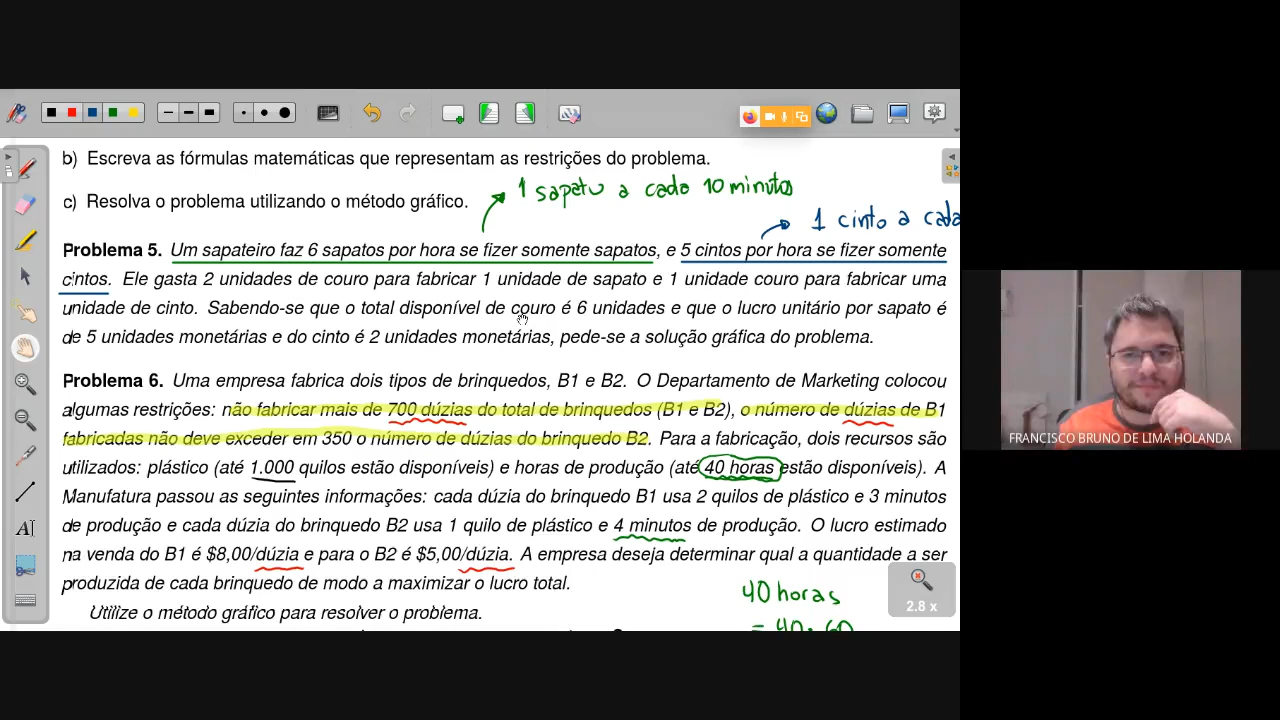 b) Escreva as fórmulas matemáticas que representam as restrições do problema.
1 sapato a cada 10 minutos
c) Resolva o problema utilizando o método gráfico.
1 cinto a cada
Problema 5. Um sapateiro faz 6 sapatos por hora se fizer somente sapatos, e 5 cintos por hora se fizer somente
cintos. Ele gasta 2 unidades de couro para fabricar 1 unidade de sapato e 1 unidade couro para fabricar uma
unidade de cinto. Sabendo-se que o total disponível de couro é 6 unidades e que o lucro unitário por sapato é
de 5 unidades monetárias e do cinto é 2 unidades monetárias, pede-se a solução gráfica do problema.
Problema 6. Uma empresa fabrica dois tipos de brinquedos, B1 e B2. O Departamento de Marketing colocou
algumas restrições: não fabricar mais de 700 dúzias do total de brinquedos (B1 e B2), o número de dúzias de B1
fabricadas não deve exceder em 350 o número de dúzias do brinquedo B2. Para a fabricação, dois recursos são
utilizados: plástico (até 1.000 quilos estão disponíveis) e horas de produção (até 40 horas estão disponíveis). A
Manufatura passou as seguintes informações: cada dúzia do brinquedo B1 usa 2 quilos de plástico e 3 minutos
de produção e cada dúzia do brinquedo B2 usa 1 quilo de plástico e 4 minutos de produção. O lucro estimado
na venda do B1 é $8,00/dúzia e para o B2 é $5,00/dúzia. A empresa deseja determinar qual a quantidade a ser
produzida de cada brinquedo de modo a maximizar o lucro total.
Utilize o método gráfico para resolver o problema.
40 horas
= 40 · 60
2.8 x
FRANCISCO BRUNO DE LIMA HOLANDA